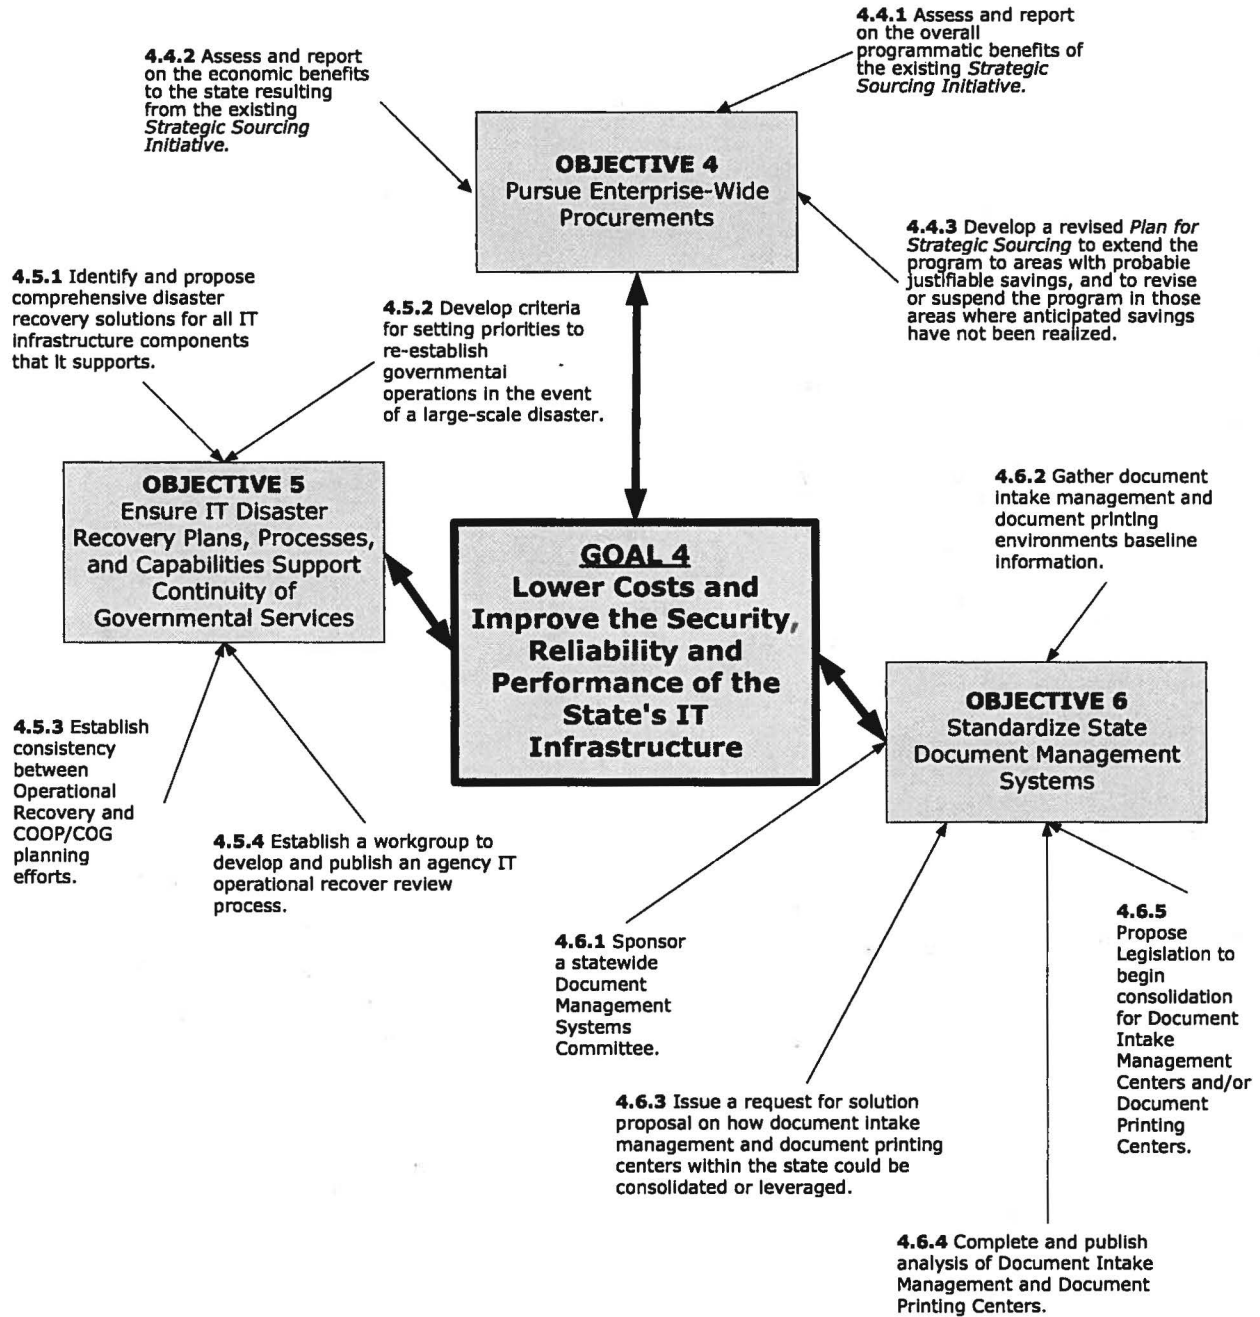 4.4.1 Assess and report
on the overall
programmatic benefits of
the existing Strategic
Sourcing Initiative.
4.4.2 Assess and report
on the economic benefits
to the state resulting
from the existing
Strategic Sourcing
Initiative.
OBJECTIVE 4
Pursue Enterprise-Wide
Procurements
4.4.3 Develop a revised Plan for
Strategic Sourcing to extend the
program to areas with probable
justifiable savings, and to revise
or suspend the program in those
areas where anticipated savings
have not been realized.
4.5.1 Identify and propose
comprehensive disaster
recovery solutions for all IT
infrastructure components
that it supports.
4.5.2 Develop criteria
for setting priorities to
re-establish
governmental
operations in the event
of a large-scale disaster.
OBJECTIVE 5
Ensure IT Disaster
Recovery Plans, Processes,
and Capabilities Support
Continuity of
Governmental Services
GOAL 4
Lower Costs and
Improve the Security,
Reliability and
Performance of the
State's IT
Infrastructure
4.6.2 Gather document
intake management and
document printing
environments baseline
information.
OBJECTIVE 6
Standardize State
Document Management
Systems
4.5.3 Establish
consistency
between
Operational
Recovery and
COOP/COG
planning
efforts.
4.5.4 Establish a workgroup to
develop and publish an agency IT
operational recover review
process.
4.6.1 Sponsor
a statewide
Document
Management
Systems
Committee.
4.6.5
Propose
Legislation to
begin
consolidation
for Document
Intake
Management
Centers and/or
Document
Printing
Centers.
4.6.3 Issue a request for solution
proposal on how document intake
management and document printing
centers within the state could be
consolidated or leveraged.
4.6.4 Complete and publish
analysis of Document Intake
Management and Document
Printing Centers.